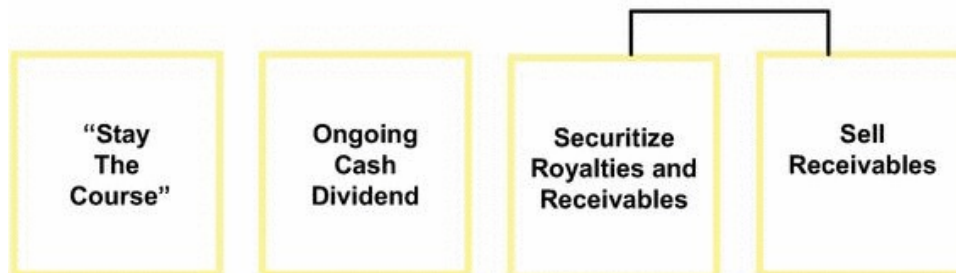 “Stay
The
Course”
Ongoing
Cash
Dividend
Securitize
Royalties and
Receivables
Sell
Receivables